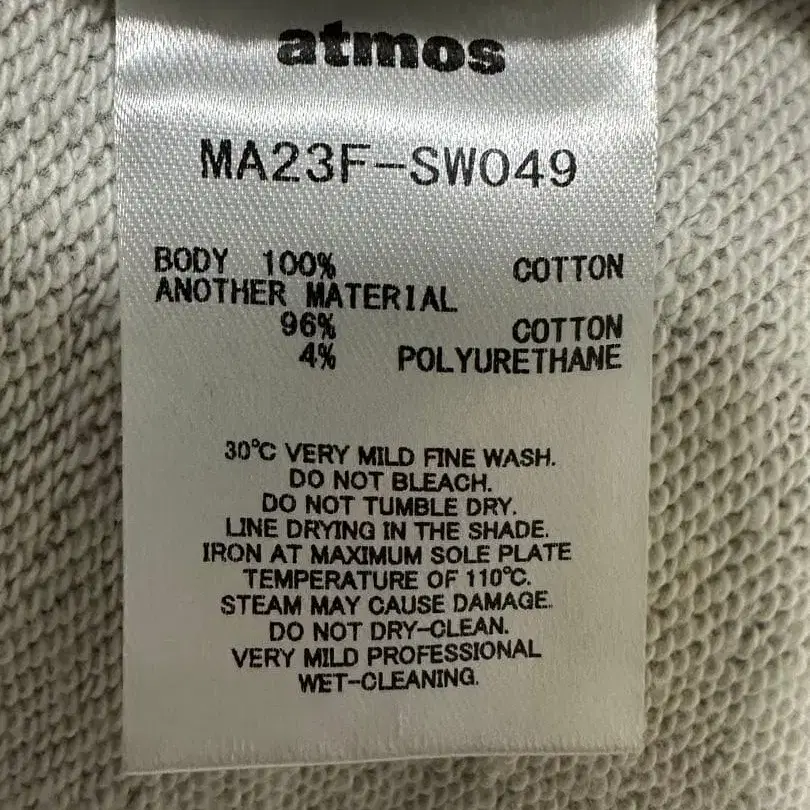 atmos
MA23F-SW049
BODY 100% COTTON
ANOTHER MATERIAL
96% COTTON
4% POLYURETHANE
30℃ VERY MILD FINE WASH.
DO NOT BLEACH.
DO NOT TUMBLE DRY.
LINE DRYING IN THE SHADE.
IRON AT MAXIMUM SOLE PLATE
TEMPERATURE OF 110℃.
STEAM MAY CAUSE DAMAGE.
DO NOT DRY-CLEAN.
VERY MILD PROFESSIONAL
WET-CLEANING.